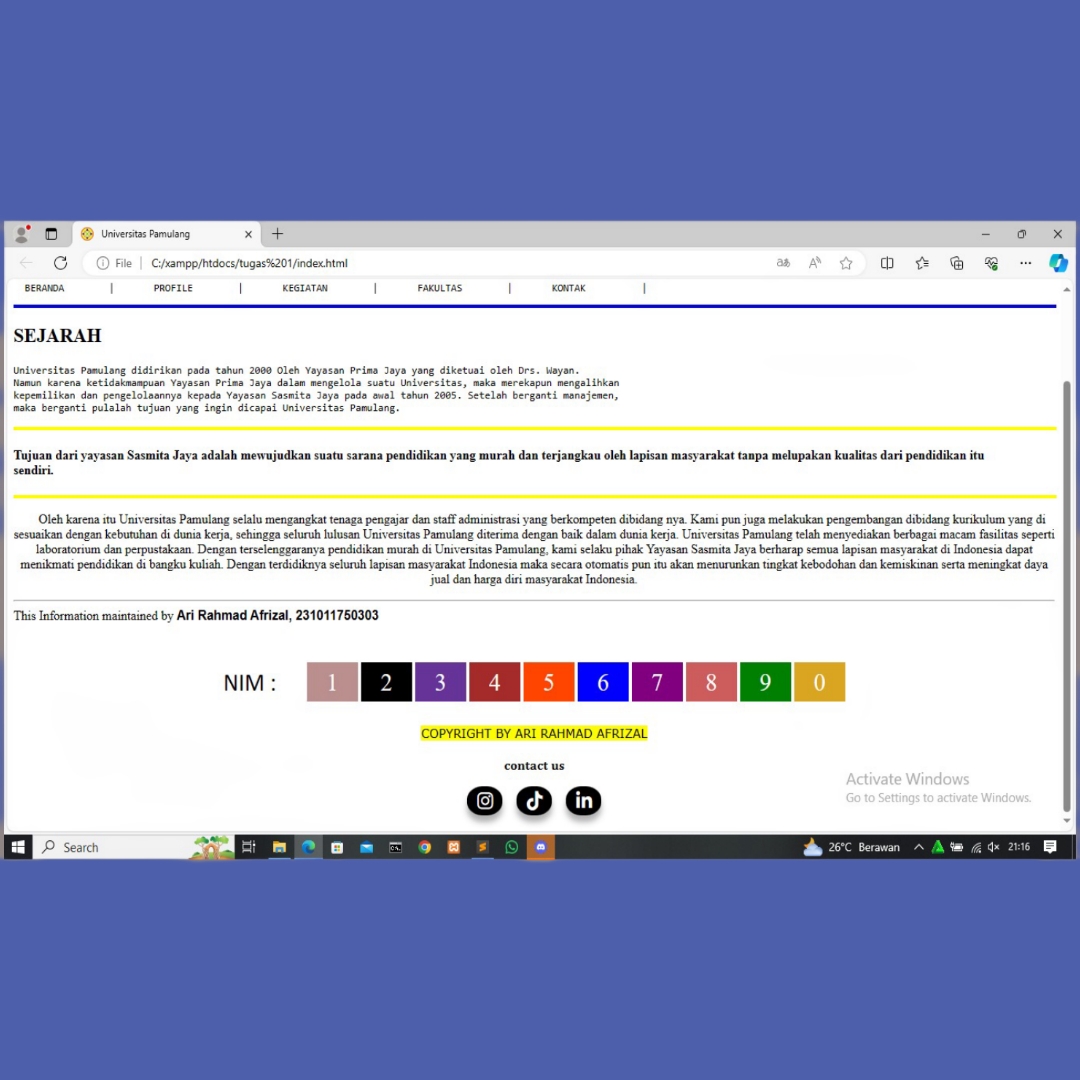 Universitas Pamulang
File | C:/xampp/htdocs/tugas%201/index.html
BERANDA | PROFILE | KEGIATAN | FAKULTAS | KONTAK |
SEJARAH
Universitas Pamulang didirikan pada tahun 2000 Oleh Yayasan Prima Jaya yang diketuai oleh Drs. Wayan.
Namun karena ketidakmampuan Yayasan Prima Jaya dalam mengelola suatu Universitas, maka merekapun mengalihkan
kepemilikan dan pengelolaannya kepada Yayasan Sasmita Jaya pada awal tahun 2005. Setelah berganti manajemen,
maka berganti pulalah tujuan yang ingin dicapai Universitas Pamulang.
Tujuan dari yayasan Sasmita Jaya adalah mewujudkan suatu sarana pendidikan yang murah dan terjangkau oleh lapisan masyarakat tanpa melupakan kualitas dari pendidikan itu
sendiri.
Oleh karena itu Universitas Pamulang selalu mengangkat tenaga pengajar dan staff administrasi yang berkompeten dibidang nya. Kami pun juga melakukan pengembangan dibidang kurikulum yang di
sesuaikan dengan kebutuhan di dunia kerja, sehingga seluruh lulusan Universitas Pamulang diterima dengan baik dalam dunia kerja. Universitas Pamulang telah menyediakan berbagai macam fasilitas seperti
laboratorium dan perpustakaan. Dengan terselenggaranya pendidikan murah di Universitas Pamulang, kami selaku pihak Yayasan Sasmita Jaya berharap semua lapisan masyarakat di Indonesia dapat
menikmati pendidikan di bangku kuliah. Dengan terdidiknya seluruh lapisan masyarakat Indonesia maka secara otomatis pun itu akan menurunkan tingkat kebodohan dan kemiskinan serta meningkat daya
jual dan harga diri masyarakat Indonesia.
This Information maintained by Ari Rahmad Afrizal, 231011750303
NIM : 1 2 3 4 5 6 7 8 9 0
COPYRIGHT BY ARI RAHMAD AFRIZAL
contact us
Activate Windows
Go to Settings to activate Windows.
Search
26°C Berawan 21:16